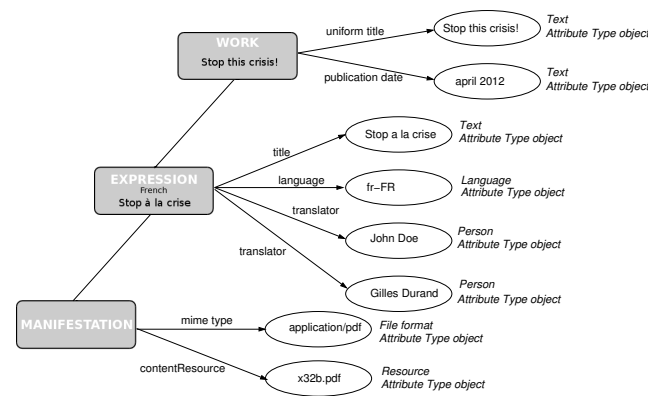 WORK
Stop this crisis!
uniform title
Stop this crisis!
Text
Attribute Type object
publication date
april 2012
Text
Attribute Type object
EXPRESSION
French
Stop à la crise
title
Stop a la crise
Text
Attribute Type object
language
fr−FR
Language
Attribute Type object
translator
John Doe
Person
Attribute Type object
translator
Gilles Durand
Person
Attribute Type object
MANIFESTATION
mime type
application/pdf
File format
Attribute Type object
contentResource
x32b.pdf
Resource
Attribute Type object